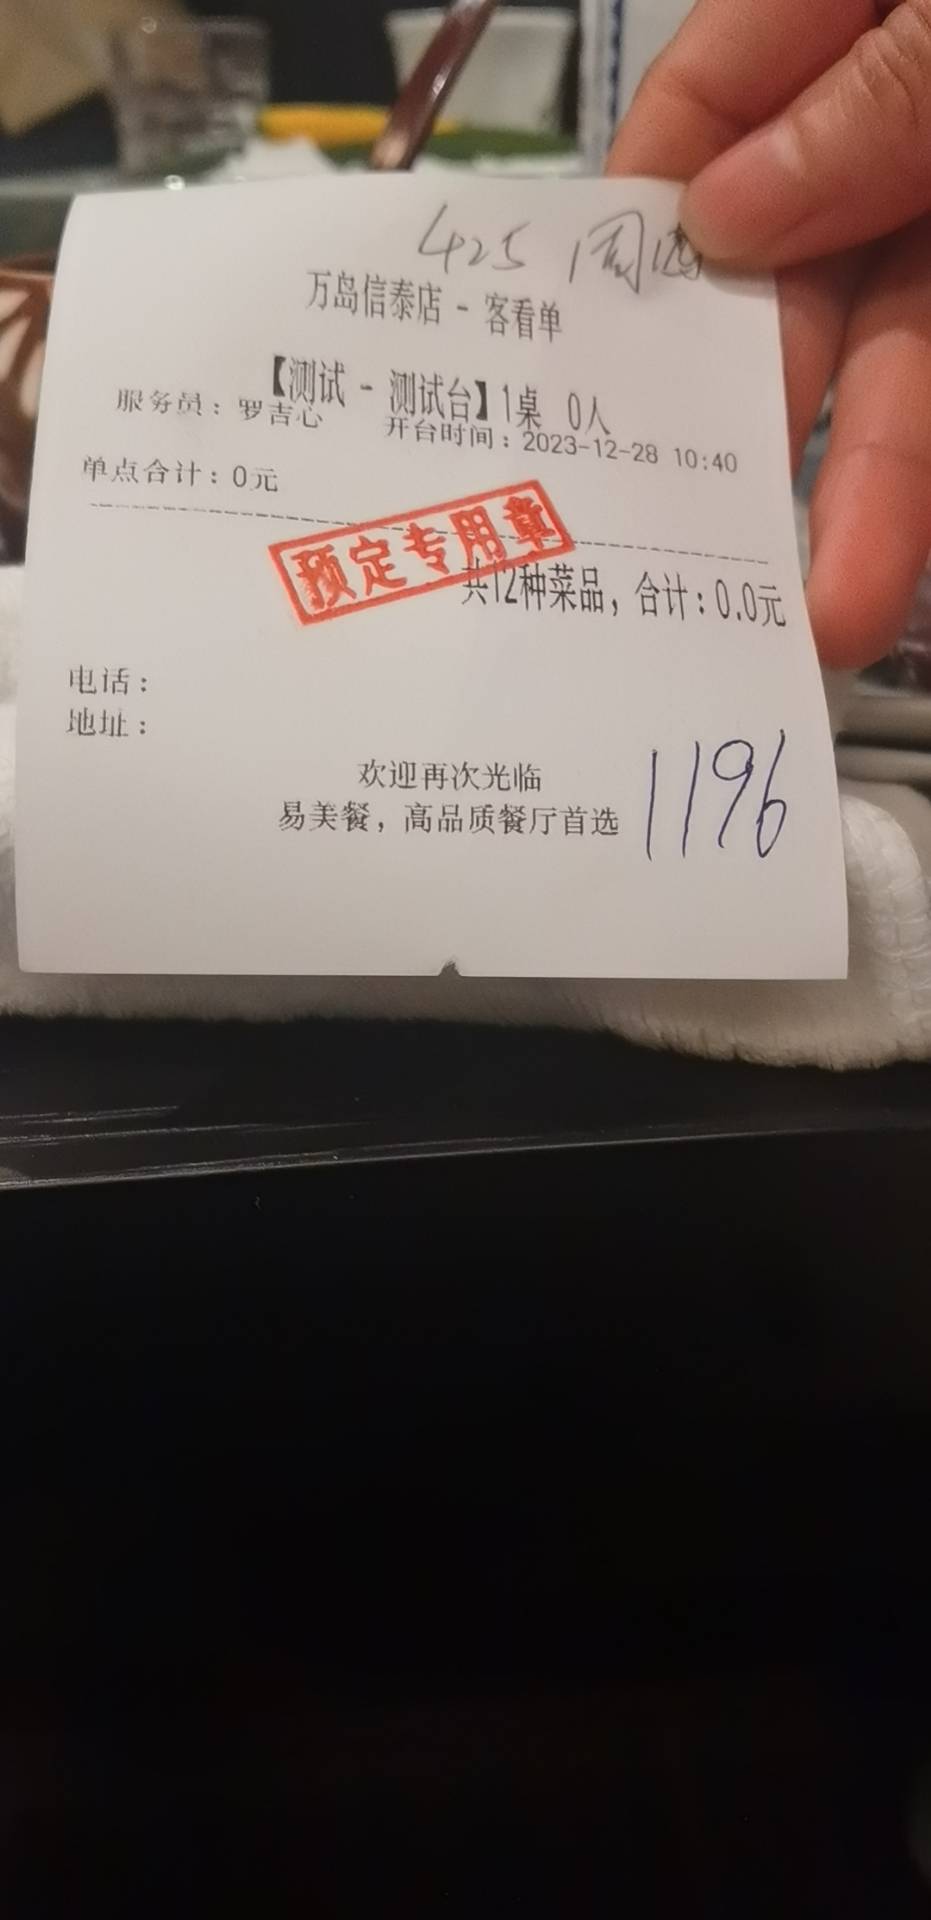 425 周
万岛信泰店 - 客看单
【测试 - 测试台】1桌 0人
服务员：罗吉心 开台时间：2023-12-28 10:40
单点合计：0元
预定专用章
共12种菜品，合计：0.0元
电话：
地址：
欢迎再次光临
易美餐，高品质餐厅首选
1196